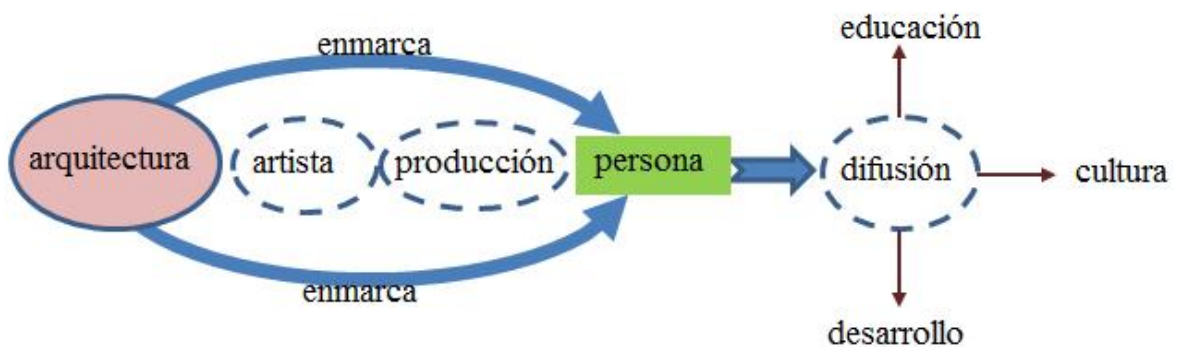 enmarca
educación
arquitectura
artista
producción
persona
difusión
cultura
enmarca
desarrollo